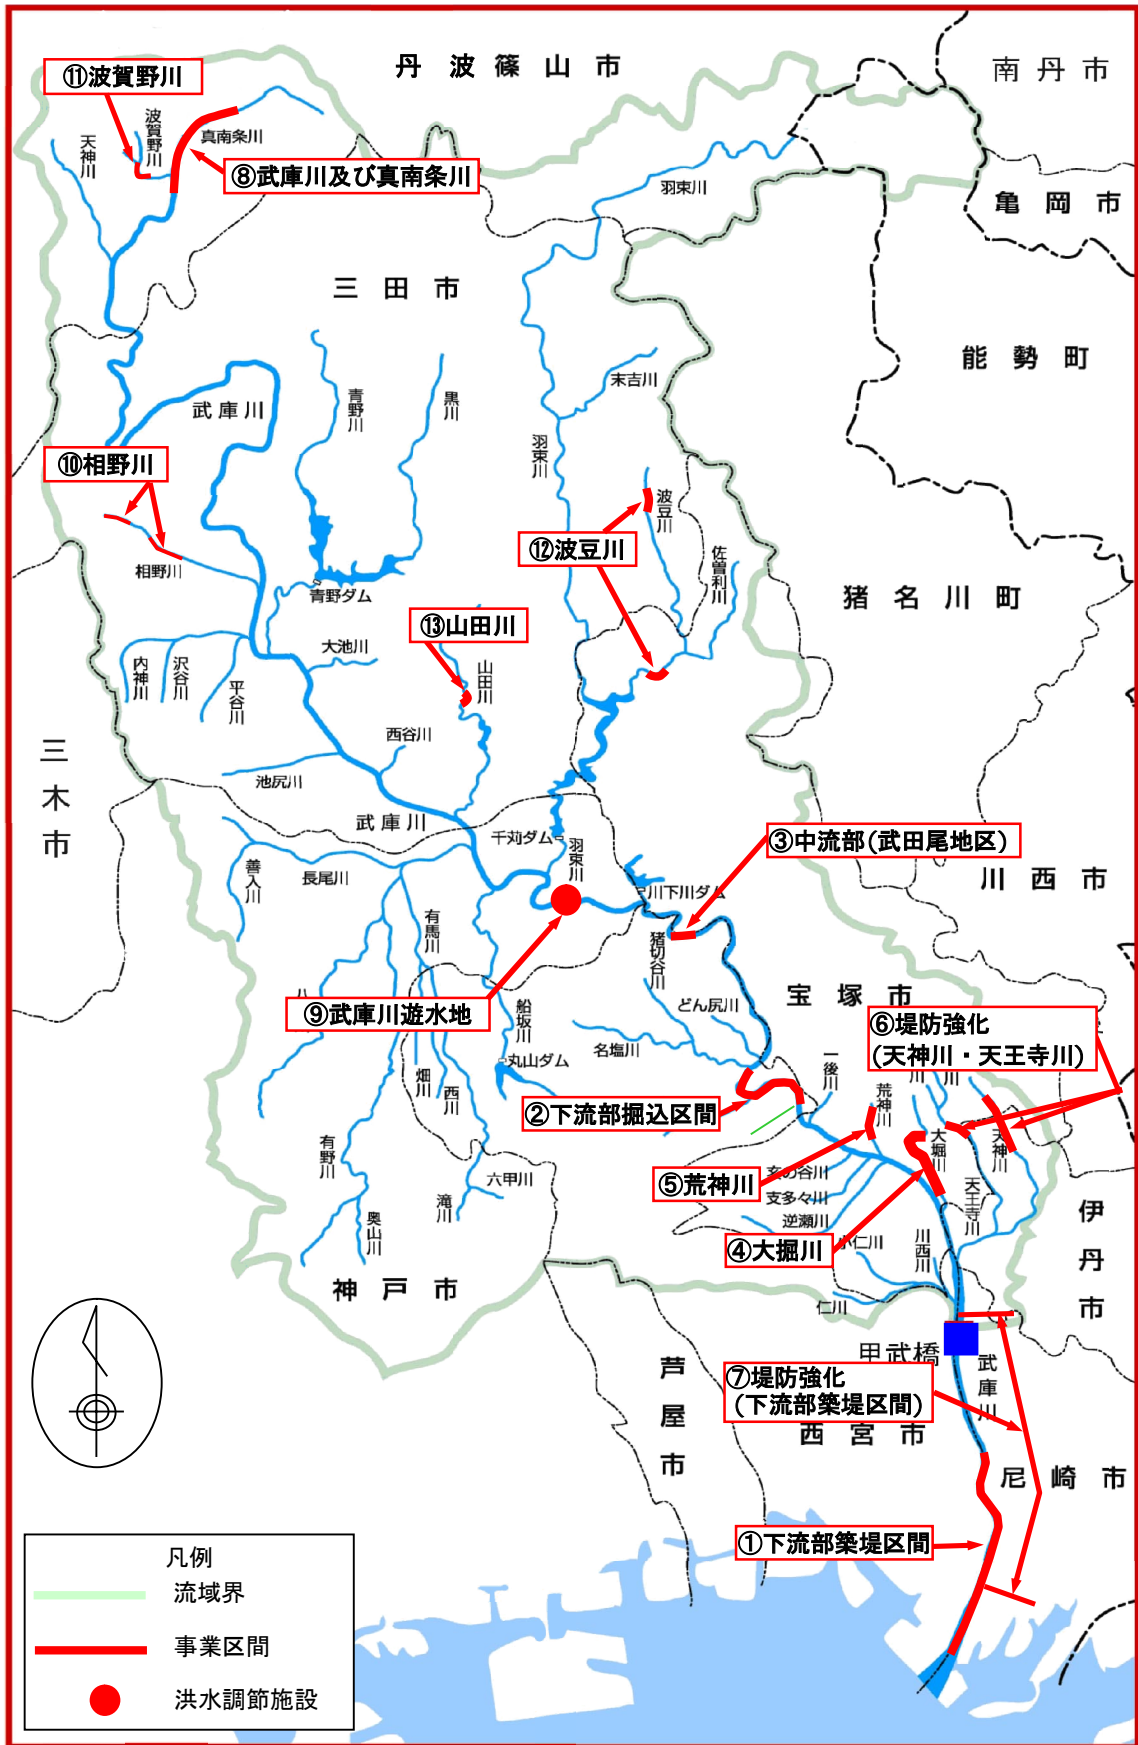 丹波篠山市
南丹市
⑪波賀野川
波賀野川
天神川
真南条川
⑧武庫川及び真南条川
羽束川
亀岡市
三田市
能勢町
末吉川
武庫川
青野川
黒川
羽束川
⑩相野川
波豆川
⑫波豆川
佐曽利川
相野川
青野ダム
猪名川町
⑬山田川
大池川
内神川
沢谷川
平谷川
山田川
西谷川
三木市
池尻川
武庫川
千苅ダム
羽束川
③中流部(武田尾地区)
善入川
長尾川
川下川ダム
川西市
有馬川
猪切谷川
宝塚市
⑨武庫川遊水地
船坂川
どん尻川
⑥堤防強化
(天神川・天王寺川)
名塩川
丸山ダム
一後川
畑川
西川
荒神川
②下流部掘込区間
大堀川
天神川
有野川
六甲川
⑤荒神川
亥の谷川
支多々川
天王寺川
滝川
奥山川
逆瀬川
伊丹市
④大掘川
小仁川
川西川
神戸市
仁川
甲武橋
武庫川
芦屋市
⑦堤防強化
(下流部築堤区間)
西宮市
尼崎市
①下流部築堤区間
凡例
流域界
事業区間
洪水調節施設